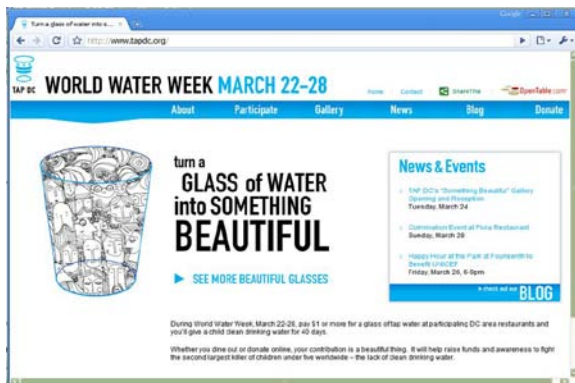 Turn a glass of water into s...
Google
http://www.tapdc.org/
TAP DC
WORLD WATER WEEK MARCH 22-28
Home
Contact
ShareThis
OpenTable.com
About
Participate
Gallery
News
Blog
Donate
turn a
GLASS of WATER
into SOMETHING
BEAUTIFUL
SEE MORE BEAUTIFUL GLASSES
News & Events
TAP DC's "Something Beautiful" Gallery
Opening and Reception
Tuesday, March 24
Culmination Event at
Restaurant
Sunday, March 28
Happy Hour at the Park at Fourteenth to
Benefit UNICEF
Friday, March 26, 6-9pm
check out our BLOG
During World Water Week, March 22-28, pay $1 or more for a glass of tap water at participating DC area restaurants and
you'll give a child clean drinking water for 40 days.
Whether you dine out or donate online, your contribution is a beautiful thing. It will help raise funds and awareness to fight
the second largest killer of children under five worldwide – the lack of clean drinking water.